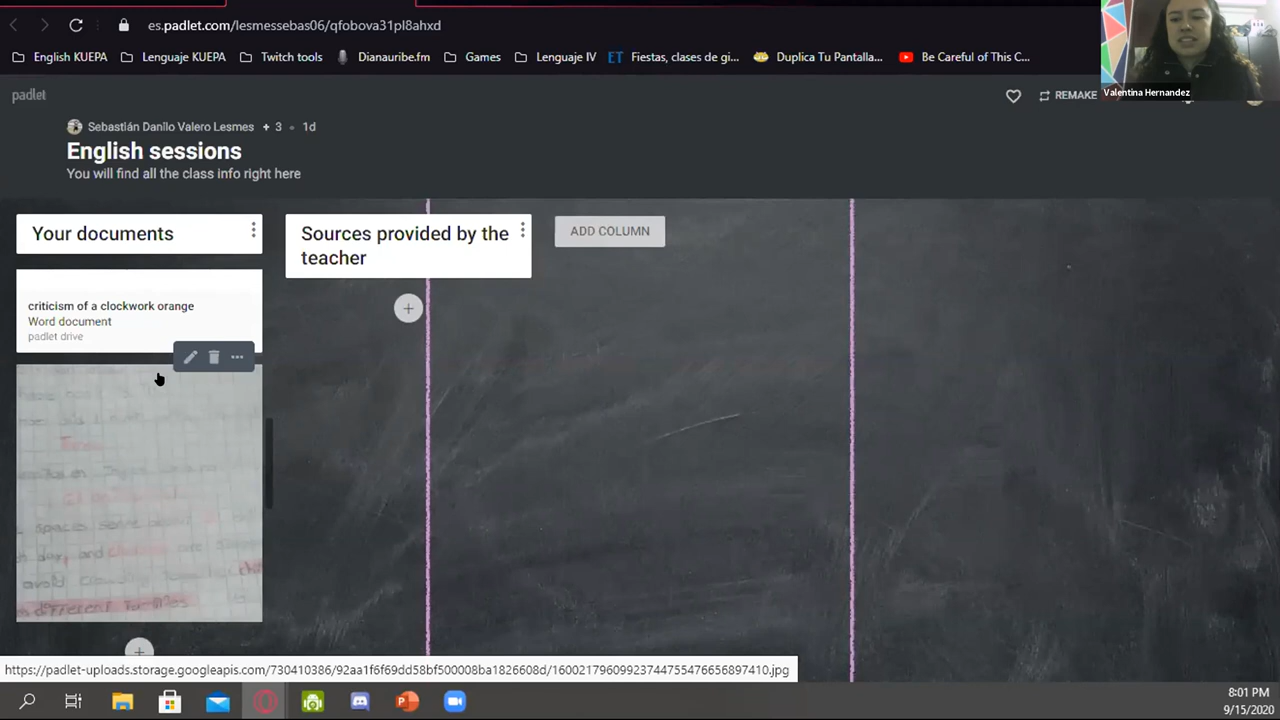 es.padlet.com/lesmessebas06/qfobova31pl8ahxd
English KUEPA
Lenguaje KUEPA
Twitch tools
Dianauribe.fm
Games
Lenguaje IV
ET Fiestas, clases de gi...
Duplica Tu Pantalla...
Be Careful of This C...
Valentina Hernandez
padlet
REMAKE
Sebastián Danilo Valero Lesmes + 3 • 1d
English sessions
You will find all the class info right here
Your documents
Sources provided by the
teacher
ADD COLUMN
criticism of a clockwork orange
Word document
padlet drive
day, and
avoid
different families
https://padlet-uploads.storage.googleapis.com/730410386/92aa1f6f69dd58bf500008ba1826608d/1600217960992374475547665689​7410.jpg
8:01 PM
9/15/2020